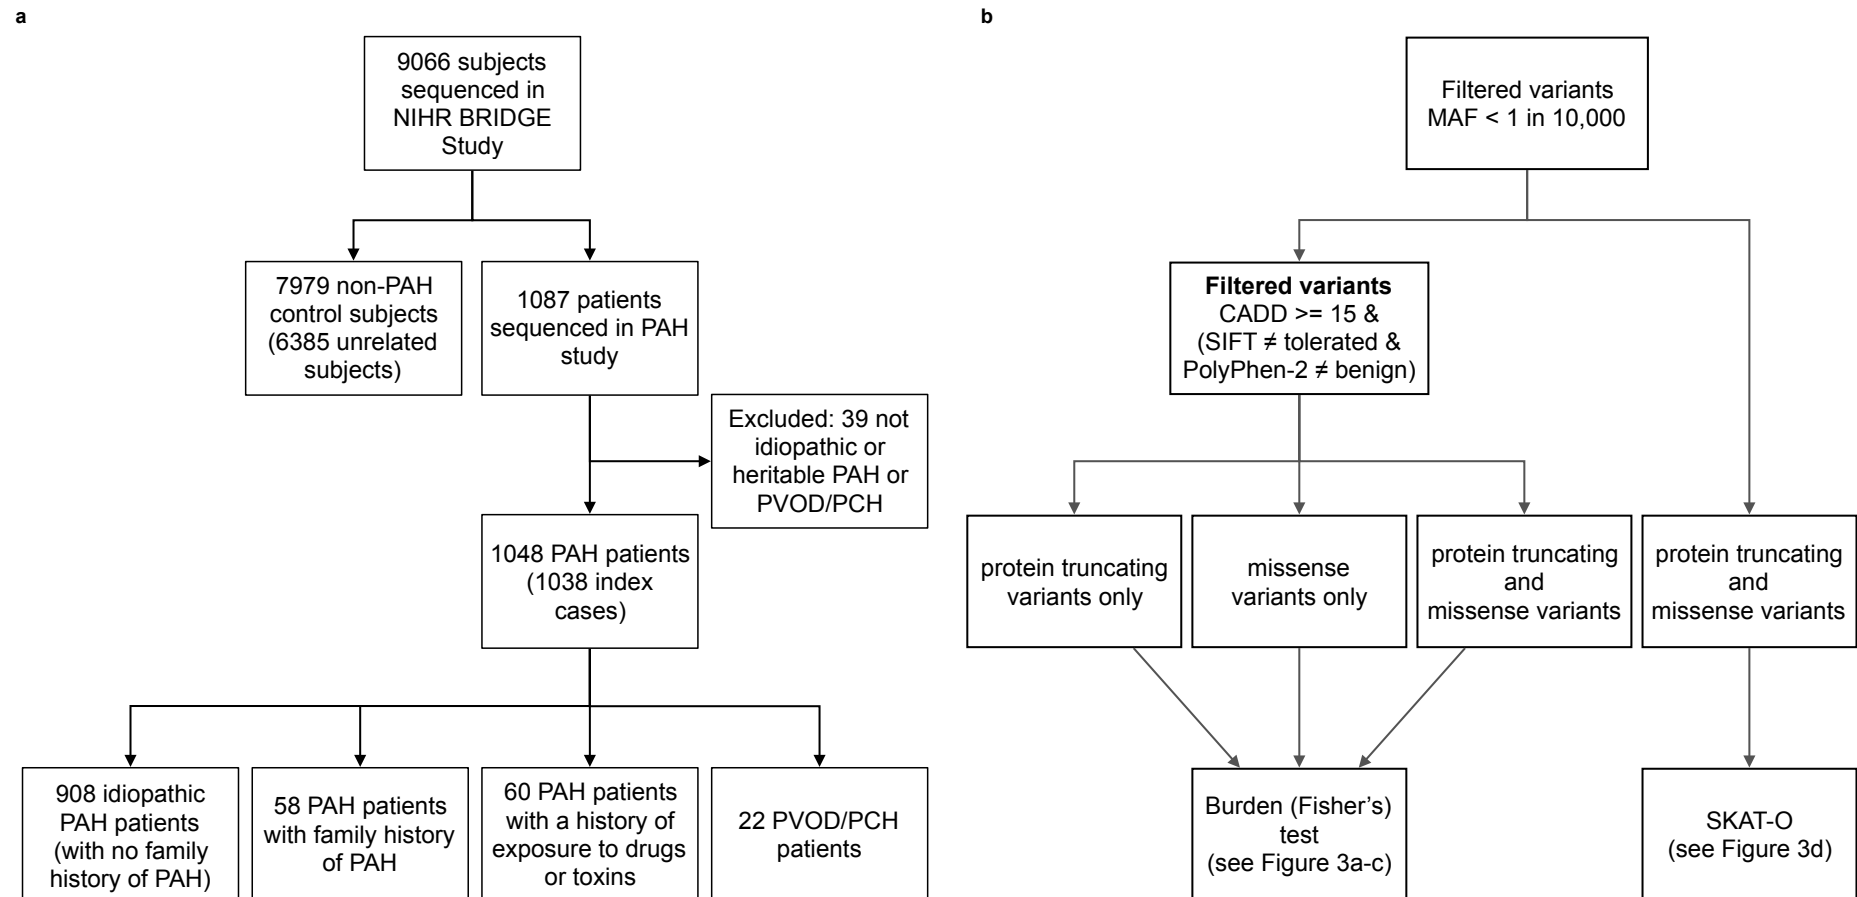 a
9066 subjects
sequenced in
NIHR BRIDGE
Study
7979 non-PAH
control subjects
(6385 unrelated
subjects)
1087 patients
sequenced in PAH
study
Excluded: 39 not
idiopathic or
heritable PAH or
PVOD/PCH
1048 PAH patients
(1038 index
cases)
908 idiopathic
PAH patients
(with no family
history of PAH)
58 PAH patients
with family history
of PAH
60 PAH patients
with a history of
exposure to drugs
or toxins
22 PVOD/PCH
patients
b
Filtered variants
MAF < 1 in 10,000
Filtered variants
CADD >= 15 &
(SIFT ≠ tolerated &
PolyPhen-2 ≠ benign)
protein truncating
variants only
missense
variants only
protein truncating
and
missense variants
protein truncating
and
missense variants
Burden (Fisher’s)
test
(see Figure 3a-c)
SKAT-O
(see Figure 3d)